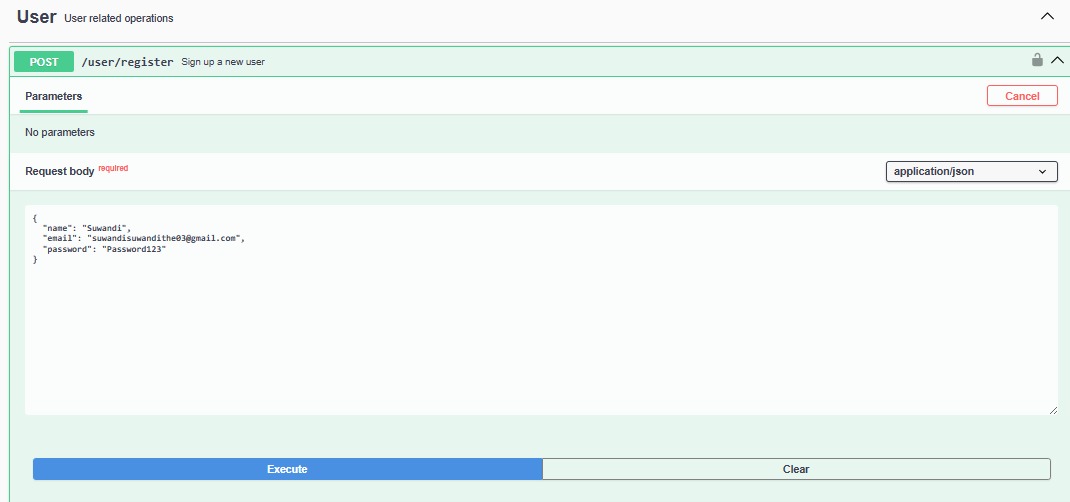 User User related operations
POST /user/register Sign up a new user
Parameters Cancel
No parameters
Request body required application/json
{
"name": "Suwandi",
"email": "suwandisuwandithe03@gmail.com",
"password": "Password123"
}
Execute Clear